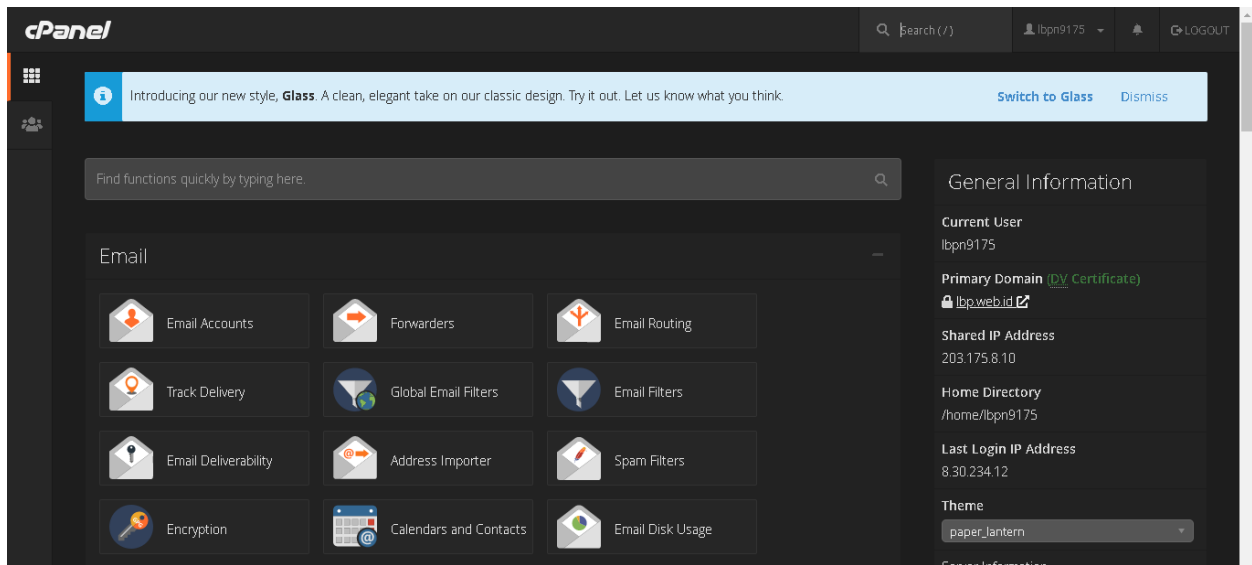 cPanel
Search ( / )
lbpn9175
LOGOUT
Introducing our new style, Glass. A clean, elegant take on our classic design. Try it out. Let us know what you think.
Switch to Glass
Dismiss
Find functions quickly by typing here.
Email
Email Accounts
Forwarders
Email Routing
Track Delivery
Global Email Filters
Email Filters
Email Deliverability
Address Importer
Spam Filters
Encryption
Calendars and Contacts
Email Disk Usage
General Information
Current User
lbpn9175
Primary Domain (DV Certificate)
lbp.web.id
Shared IP Address
203.175.8.10
Home Directory
/home/lbpn9175
Last Login IP Address
8.30.234.12
Theme
paper_lantern
Server Information